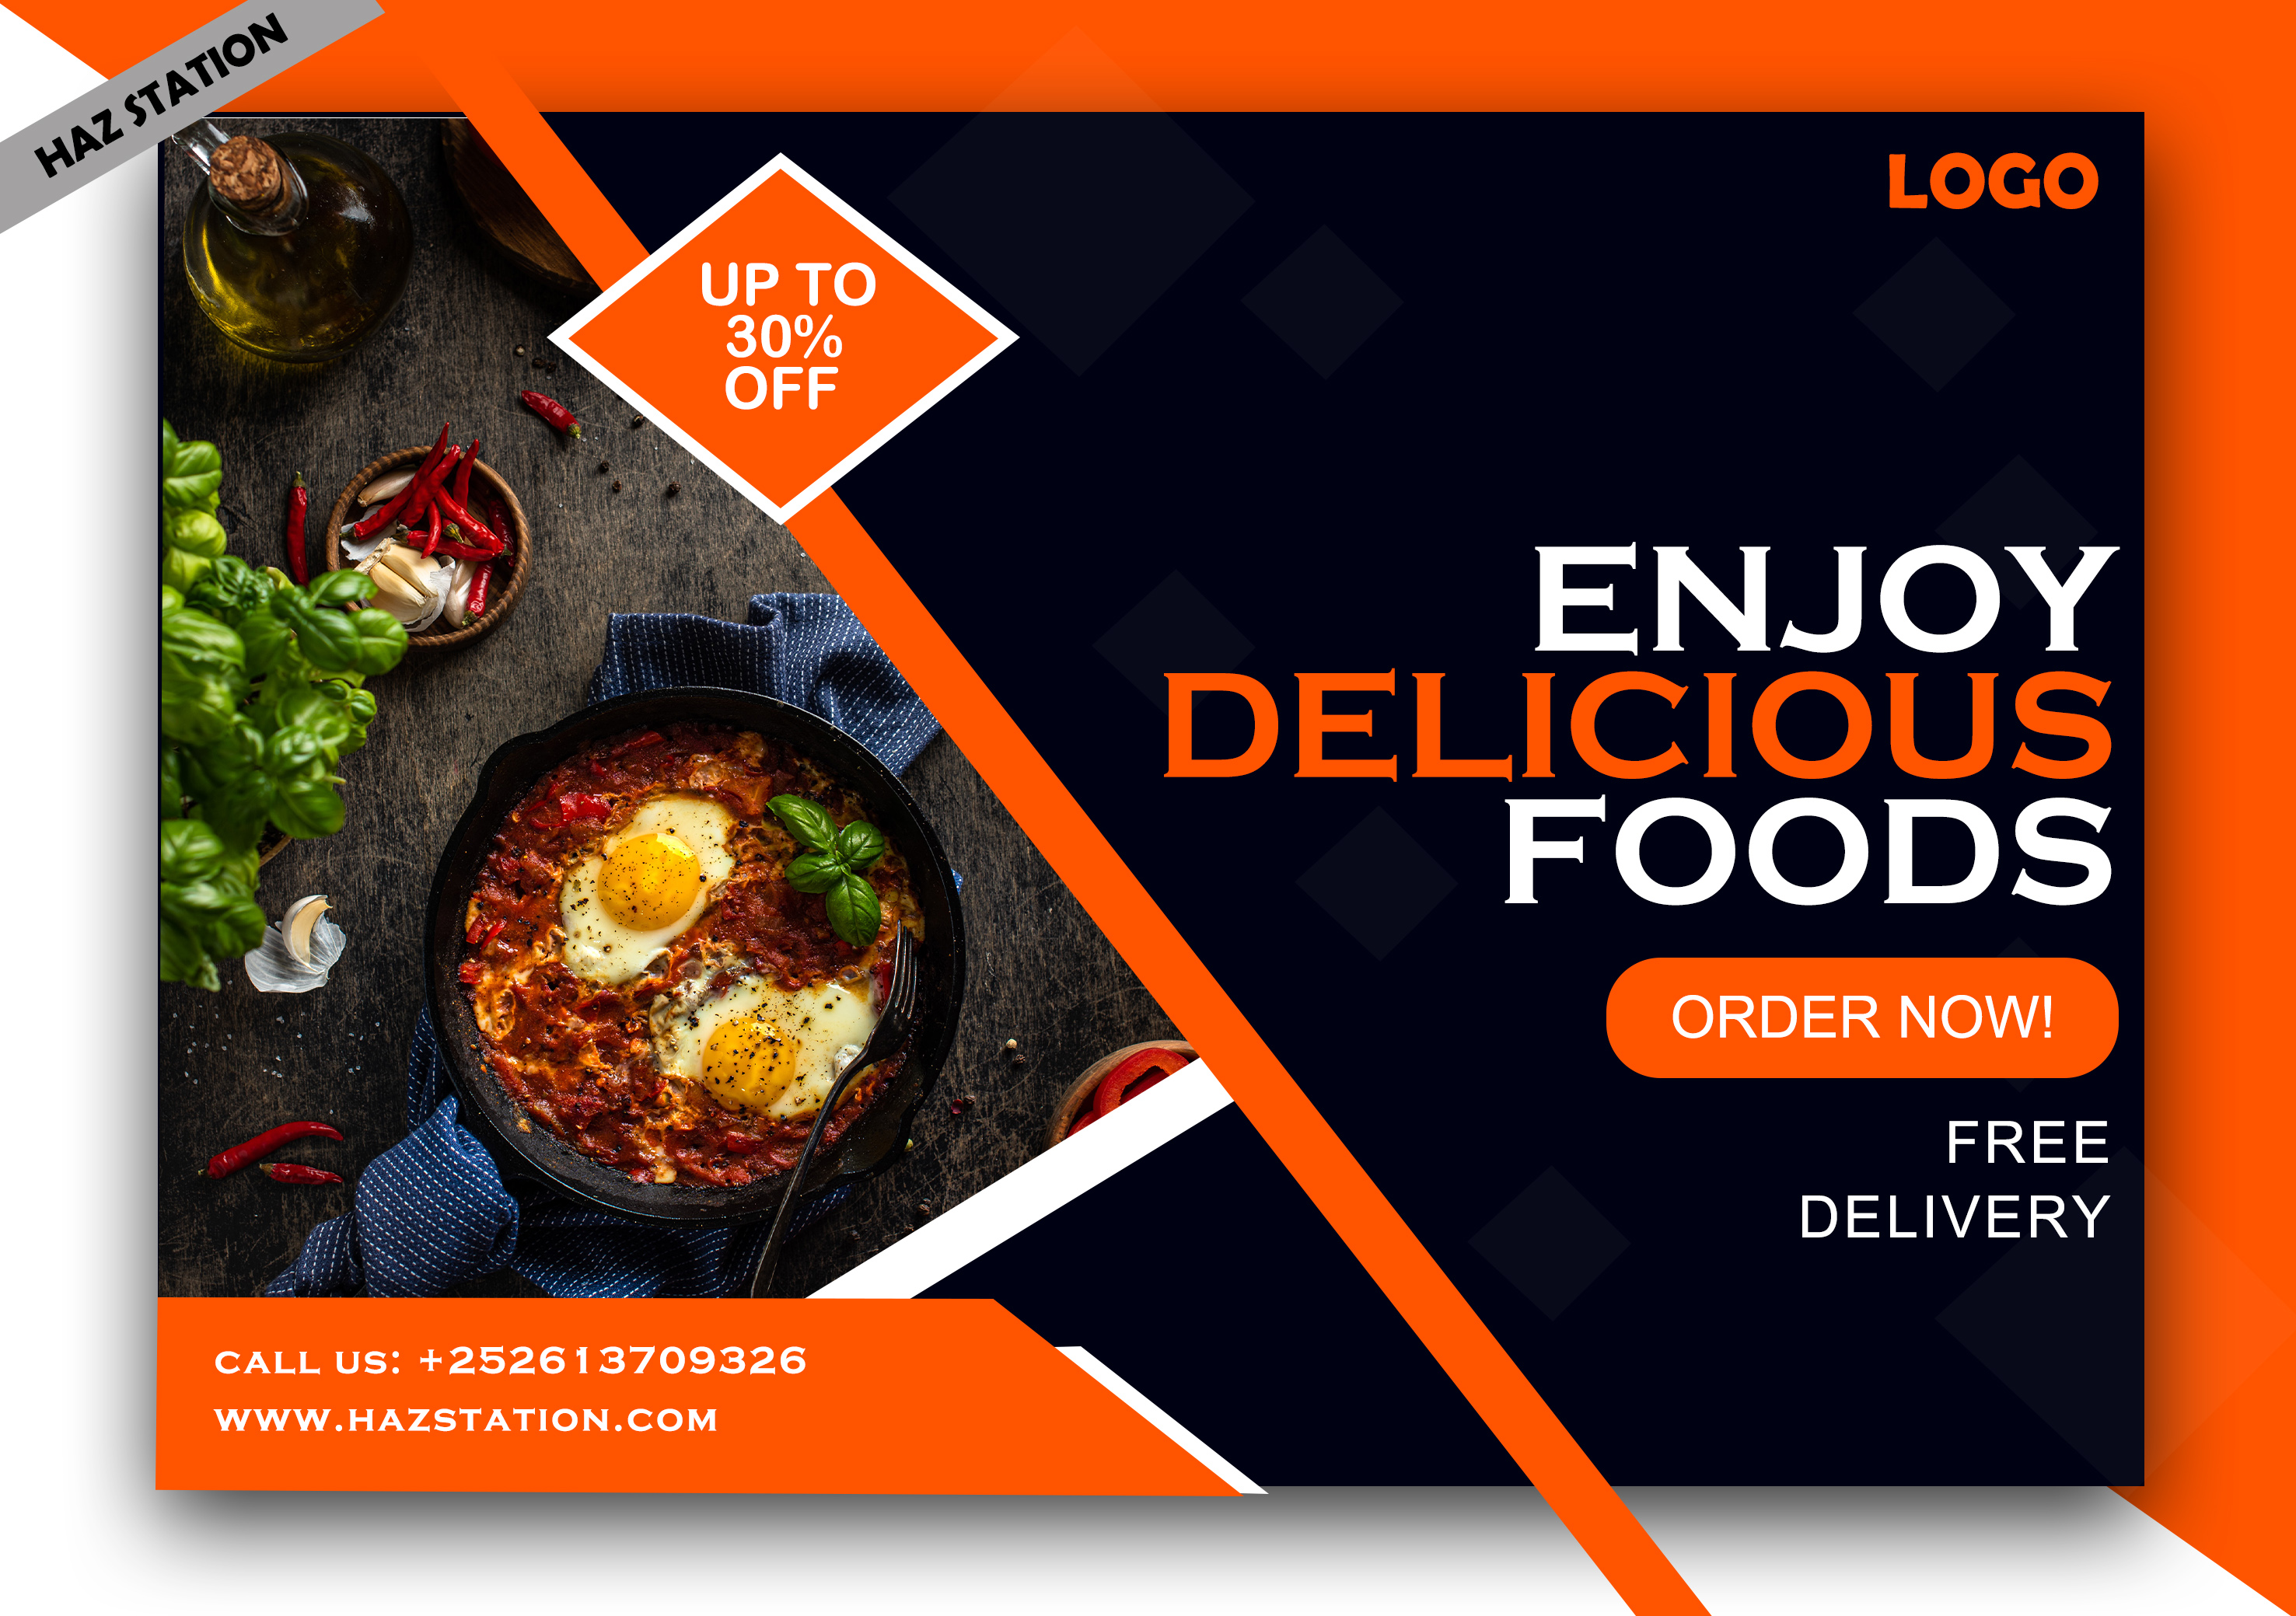 HAZ STATION
LOGO
UP TO
30%
OFF
ENJOY
DELICIOUS
FOODS
ORDER NOW!
FREE
DELIVERY
CALL US: +252613709326
WWW.HAZSTATION.COM